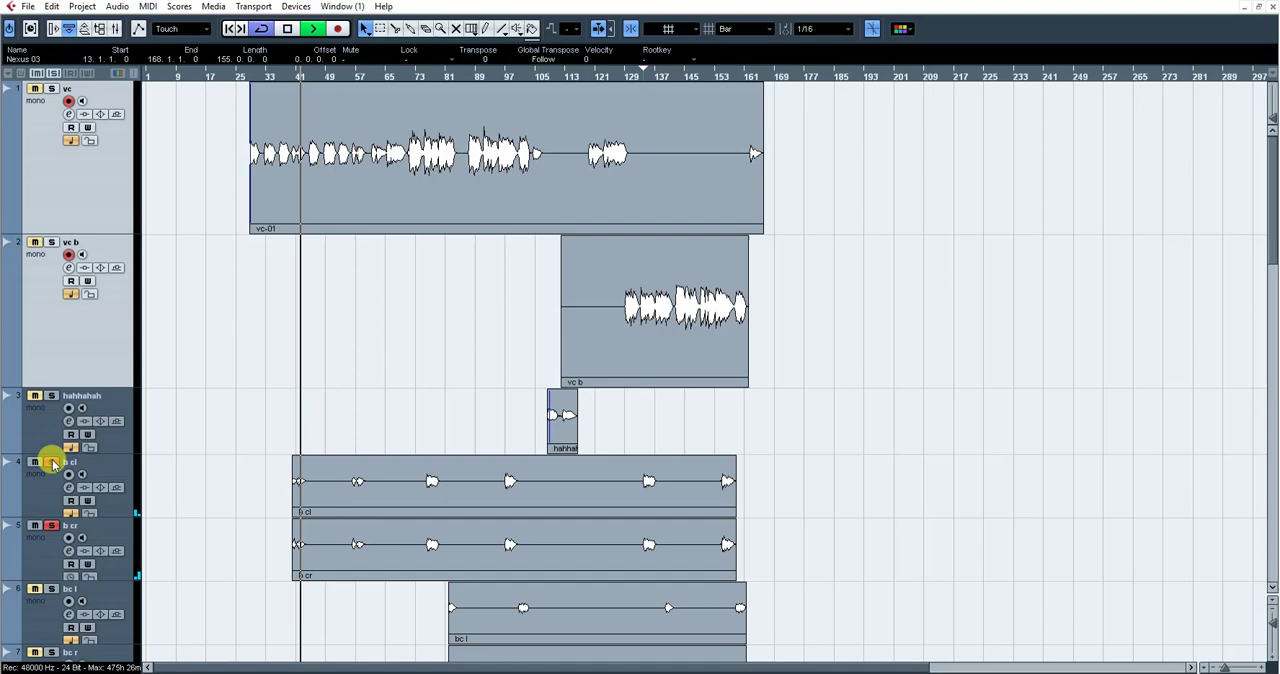 File Edit Project Audio MIDI Scores Media Transport Devices Window (1) Help
Touch Bar 1/16
Name Start End Length Offset Mute Lock Transpose Global Transpose Velocity Rootkey
Nexus 03 13. 1. 1. 0 168. 1. 1. 0 155. 0. 0. 0 0. 0. 0. 0 - - 0 Follow 0 -
1 9 17 25 33 41 49 57 65 73 81 89 97 105 113 121 129 137 145 153 161 169 177 185 193 201 209 217 225 233 241 249 257 265 273 281 289 297
1 m S vc
mono
e
R W
vc-01
2 m S vc b
mono
e
R W
vc b
3 m S hahhahah
mono
e
R W
hahhah
4 m b cl
mono
e
R W
b cl
5 m S b cr
mono
e
R W
b cr
6 m S bc l
mono
e
R W
bc l
7 m S bc r
Rec: 48000 Hz - 24 Bit - Max: 475h 26m